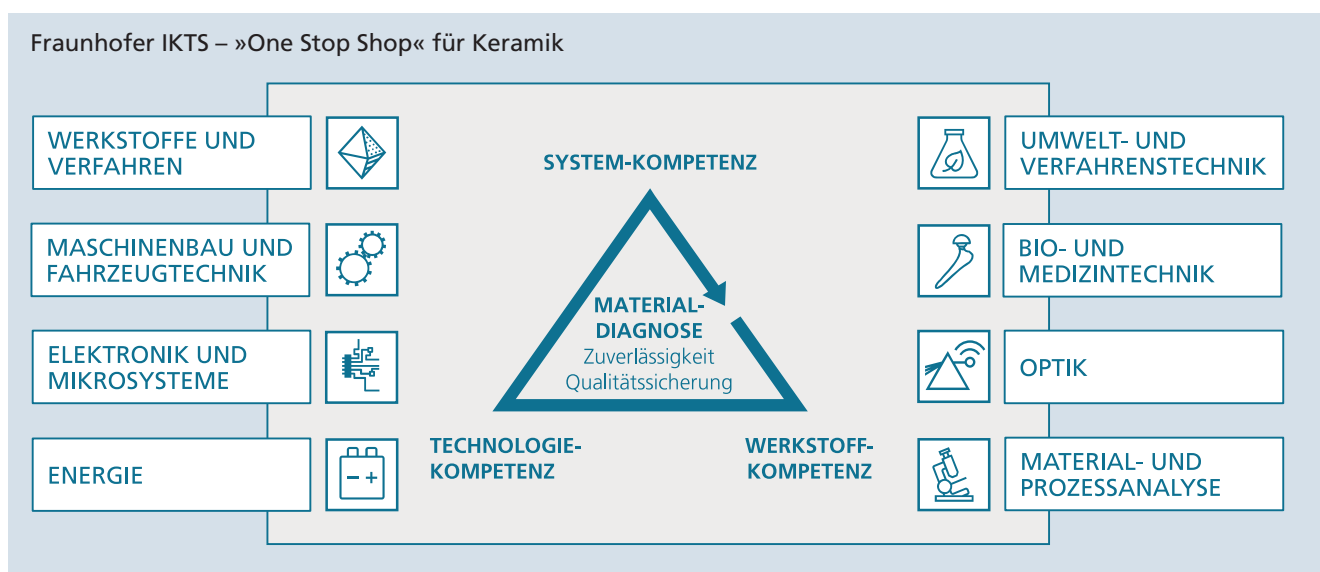 Fraunhofer IKTS – »One Stop Shop« für Keramik
WERKSTOFFE UND
VERFAHREN
MASCHINENBAU UND
FAHRZEUGTECHNIK
ELEKTRONIK UND
MIKROSYSTEME
ENERGIE
SYSTEM-KOMPETENZ
MATERIAL-
DIAGNOSE
Zuverlässigkeit
Qualitätssicherung
TECHNOLOGIE-
KOMPETENZ
WERKSTOFF-
KOMPETENZ
UMWELT- UND
VERFAHRENSTECHNIK
BIO- UND
MEDIZINTECHNIK
OPTIK
MATERIAL- UND
PROZESSANALYSE